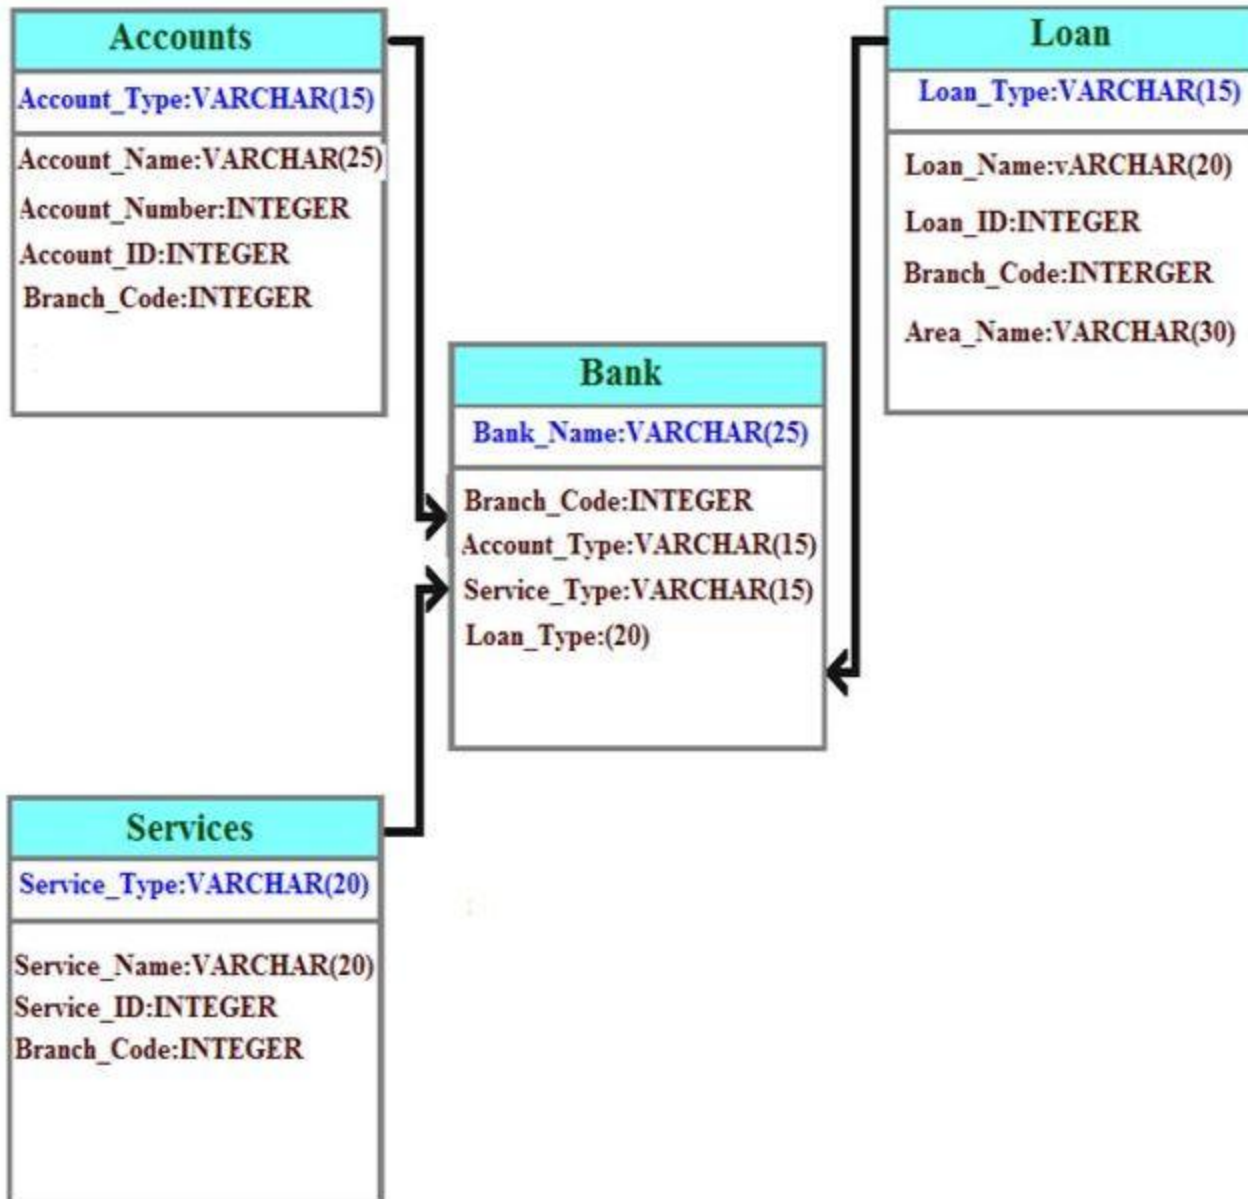 Accounts
Account_Type:VARCHAR(15)
Account_Name:VARCHAR(25)
Account_Number:INTEGER
Account_ID:INTEGER
Branch_Code:INTEGER
Loan
Loan_Type:VARCHAR(15)
Loan_Name:vARCHAR(20)
Loan_ID:INTEGER
Branch_Code:INTERGER
Area_Name:VARCHAR(30)
Bank
Bank_Name:VARCHAR(25)
Branch_Code:INTEGER
Account_Type:VARCHAR(15)
Service_Type:VARCHAR(15)
Loan_Type:(20)
Services
Service_Type:VARCHAR(20)
Service_Name:VARCHAR(20)
Service_ID:INTEGER
Branch_Code:INTEGER